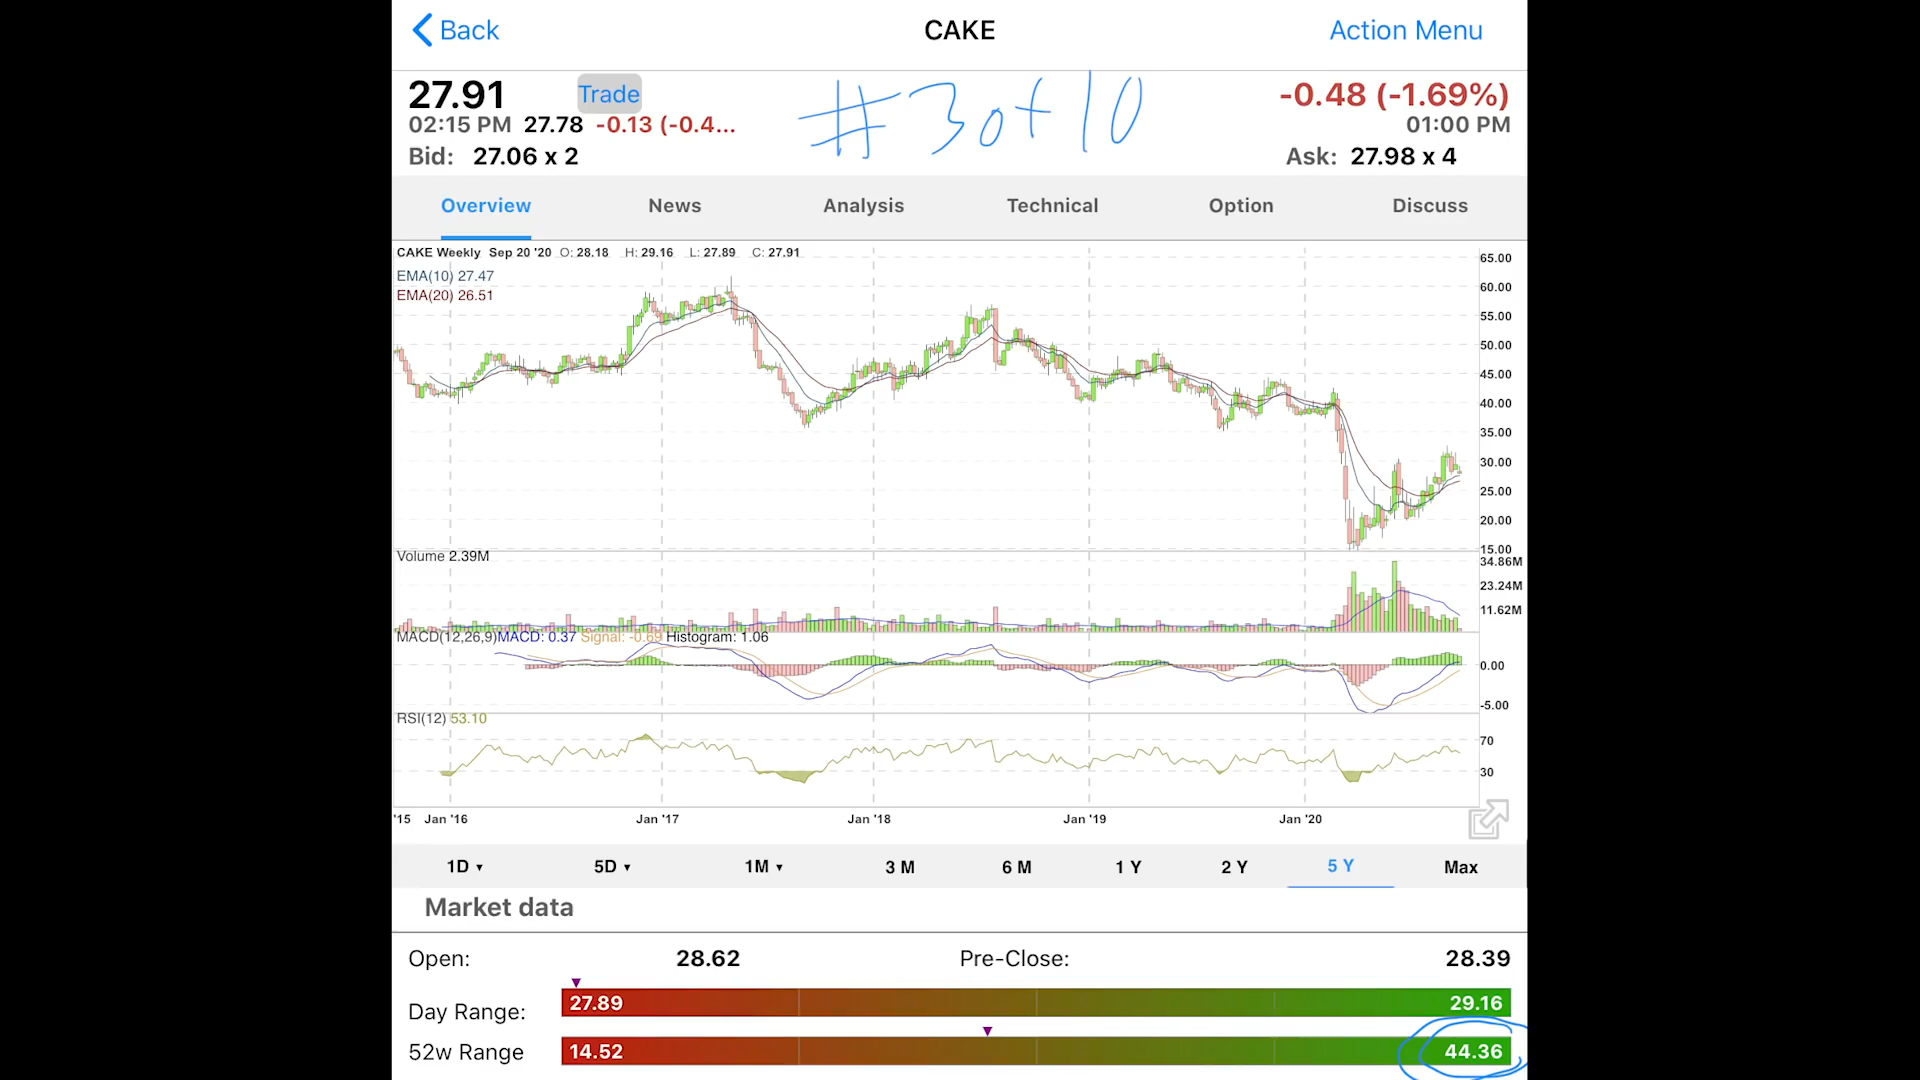 Back CAKE Action Menu
27.91 Trade #3 of 10 -0.48 (-1.69%)
02:15 PM 27.78 -0.13 (-0.4... 01:00 PM
Bid: 27.06 x 2 Ask: 27.98 x 4
Overview News Analysis Technical Option Discuss
CAKE Weekly Sep 20 '20 O: 28.18 H: 29.16 L: 27.89 C: 27.91
EMA(10) 27.47
EMA(20) 26.51
65.00
60.00
55.00
50.00
45.00
40.00
35.00
30.00
25.00
20.00
15.00
Volume 2.39M
34.86M
23.24M
11.62M
MACD(12,26,9)MACD: 0.37 Signal: -0.69 Histogram: 1.06
0.00
-5.00
RSI(12) 53.10
70
30
'15 Jan '16 Jan '17 Jan '18 Jan '19 Jan '20
1D ▾ 5D ▾ 1M ▾ 3 M 6 M 1 Y 2 Y 5 Y Max
Market data
Open: 28.62 Pre-Close: 28.39
Day Range: 27.89 29.16
52w Range 14.52 44.36